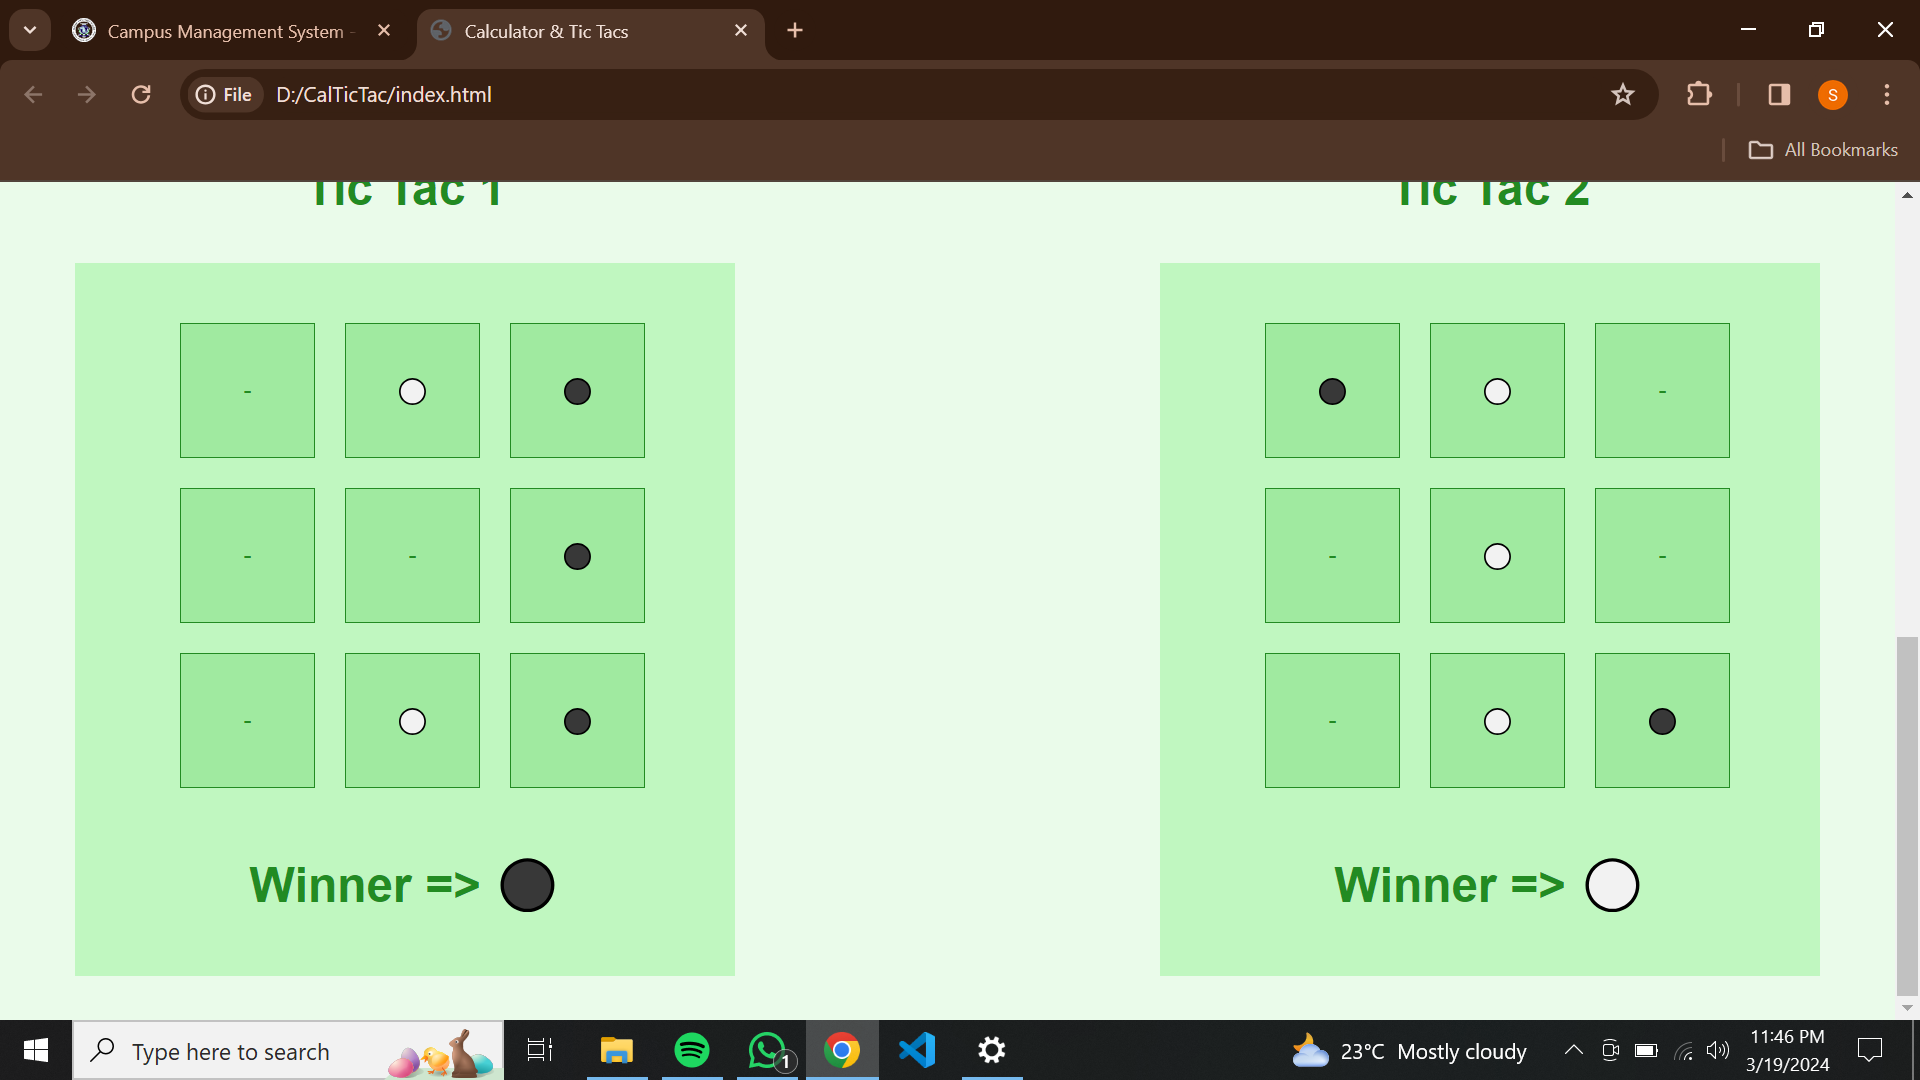 Campus Management System -
Calculator & Tic Tacs
File
D:/CalTicTac/index.html
S
All Bookmarks
Tic Tac 1
Tic Tac 2
-
-
-
-
-
-
-
-
Winner =>
Winner =>
Type here to search
1
23°C Mostly cloudy
11:46 PM
3/19/2024